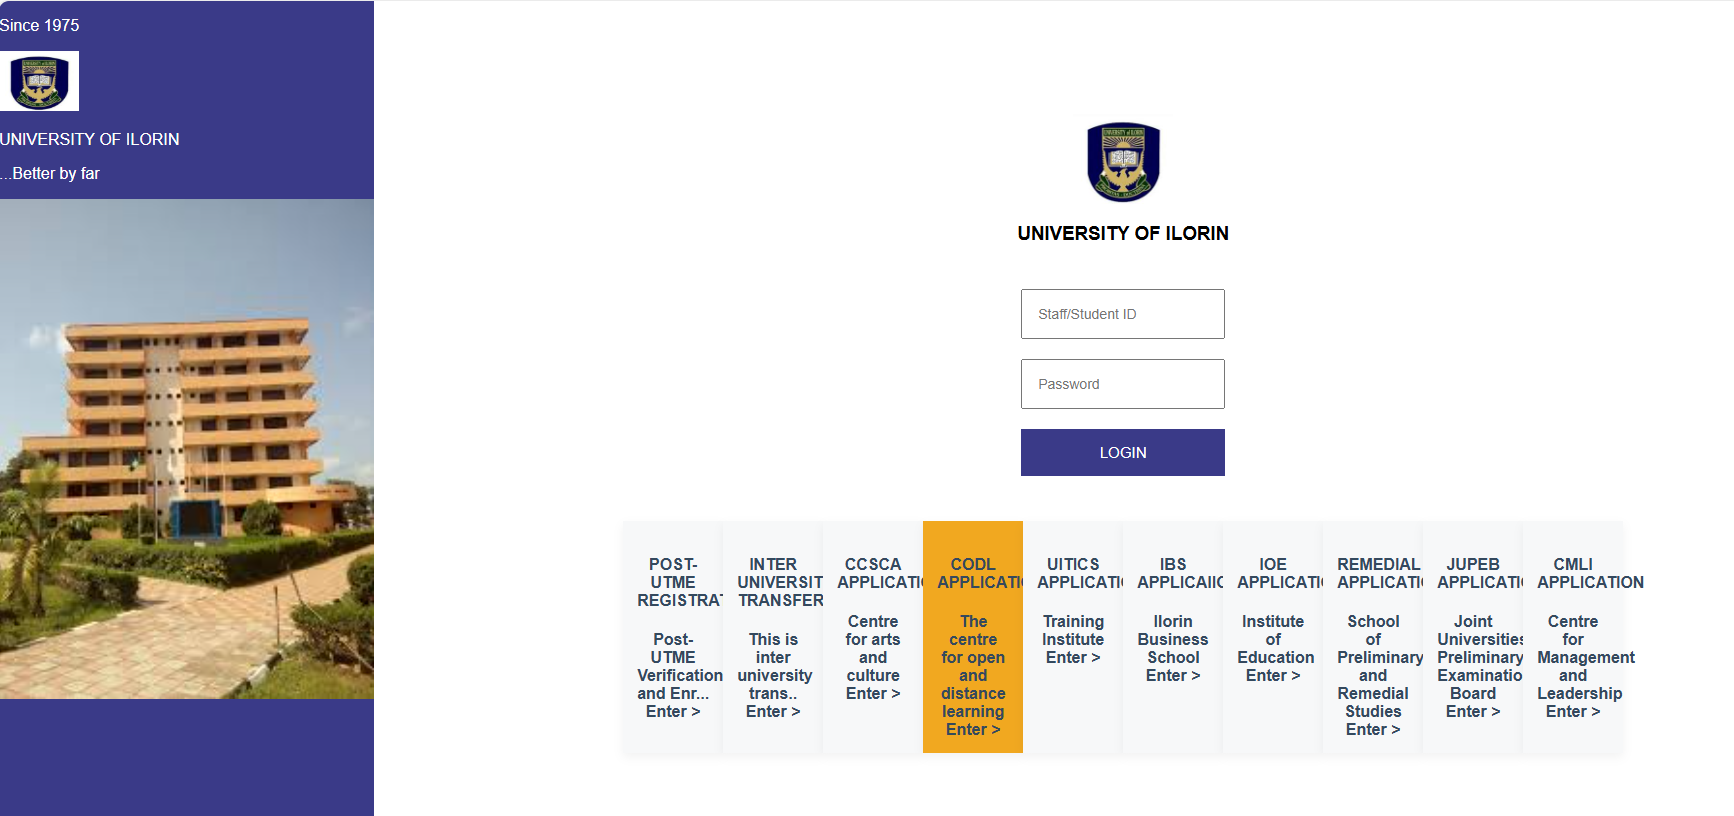 Since 1975
UNIVERSITY OF ILORIN
...Better by far
UNIVERSITY of ILORIN
UNIVERSITY OF ILORIN
Staff/Student ID
Password
LOGIN
POST-
UTME
REGISTRAT
Post-
UTME
Verification
and Enr...
Enter >
INTER
UNIVERSIT
TRANSFER
This is
inter
university
trans..
Enter >
CCSCA
APPLICATI
Centre
for arts
and
culture
Enter >
CODL
APPLICATI
The
centre
for open
and
distance
learning
Enter >
UITICS
APPLICATI
Training
Institute
Enter >
IBS
APPLICAIIC
Ilorin
Business
School
Enter >
IOE
APPLICATI
Institute
of
Education
Enter >
REMEDIAL
APPLICATI
School
of
Preliminary
and
Remedial
Studies
Enter >
JUPEB
APPLICATI
Joint
Universities
Preliminary
Examinatio
Board
Enter >
CMLI
APPLICATION
Centre
for
Management
and
Leadership
Enter >